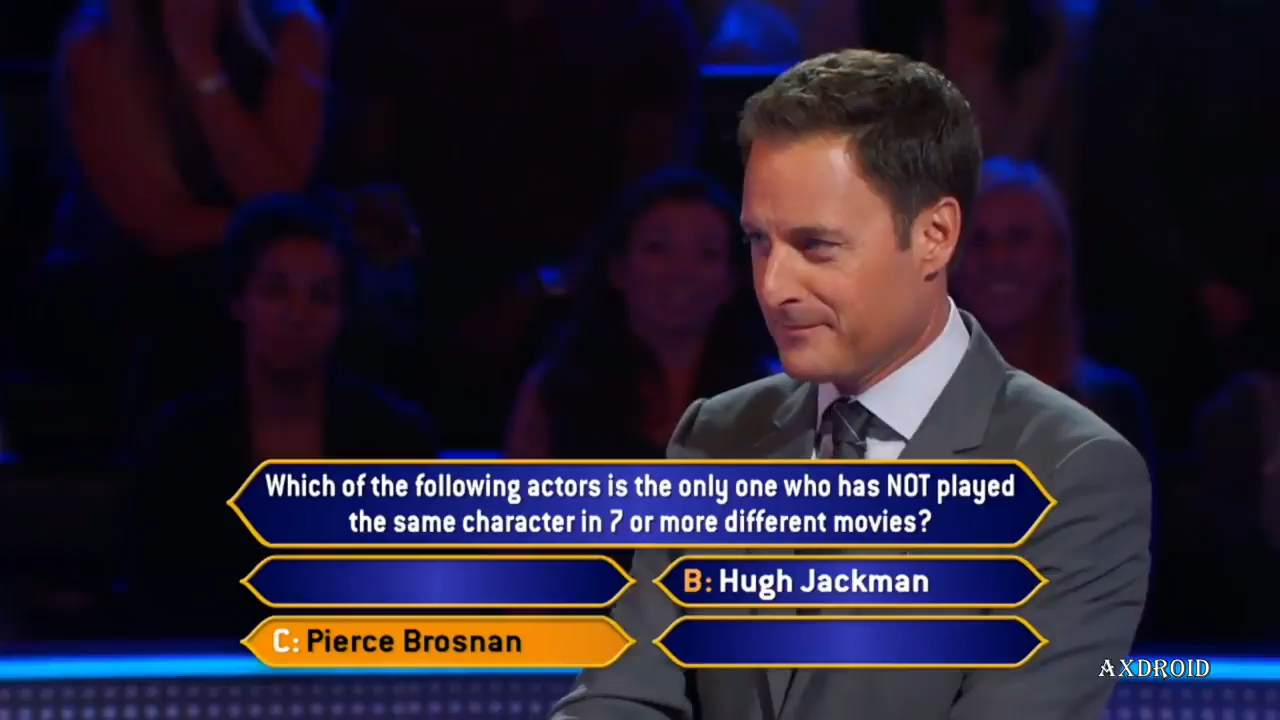 Which of the following actors is the only one who has NOT played
the same character in 7 or more different movies?
B: Hugh Jackman
C: Pierce Brosnan
AXDROID